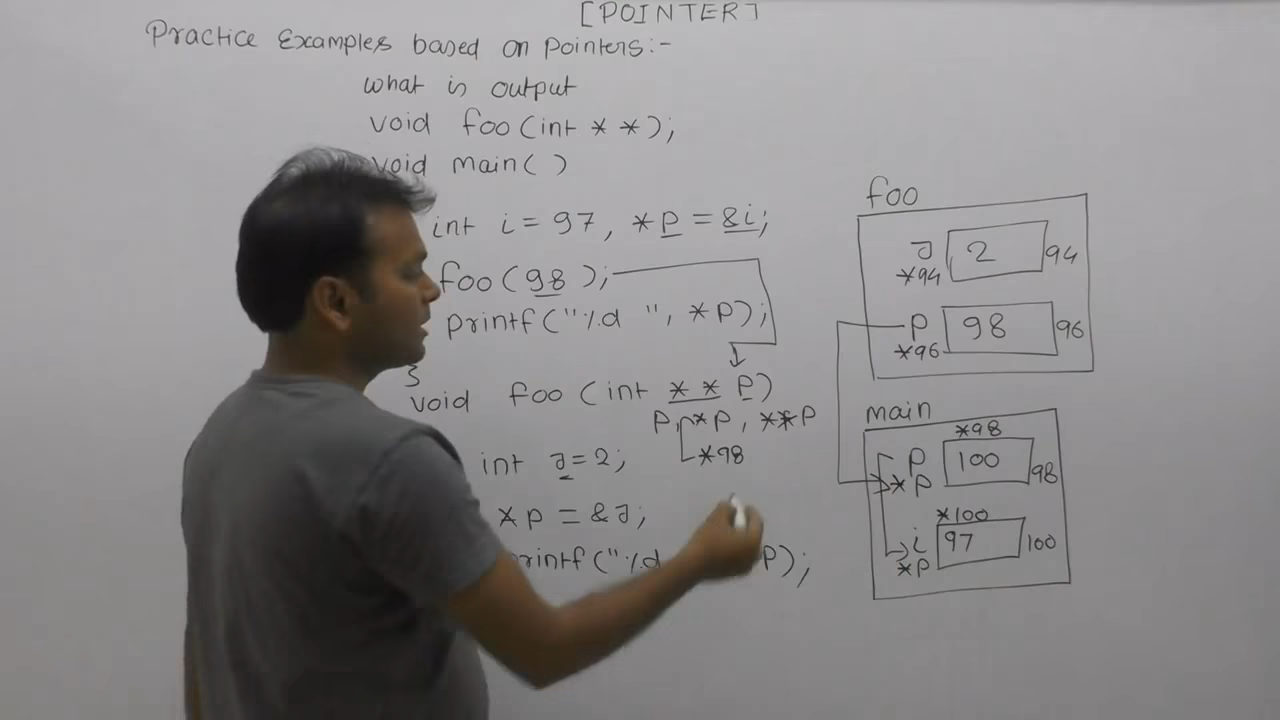 [POINTER]
Practice Examples based on pointers:-
what is output
void foo(int * *);
void main( )
int i = 97, *p = &i;
foo(98);
printf("%d ", *p);
}
void foo (int * * p)
p, *p, **p
*98
int J=2;
*p = &J;
printf("%d p);
foo
J 2 94
*94
p 98 96
*96
main
*98
p 100 98
*p
*100
i 97 100
*p